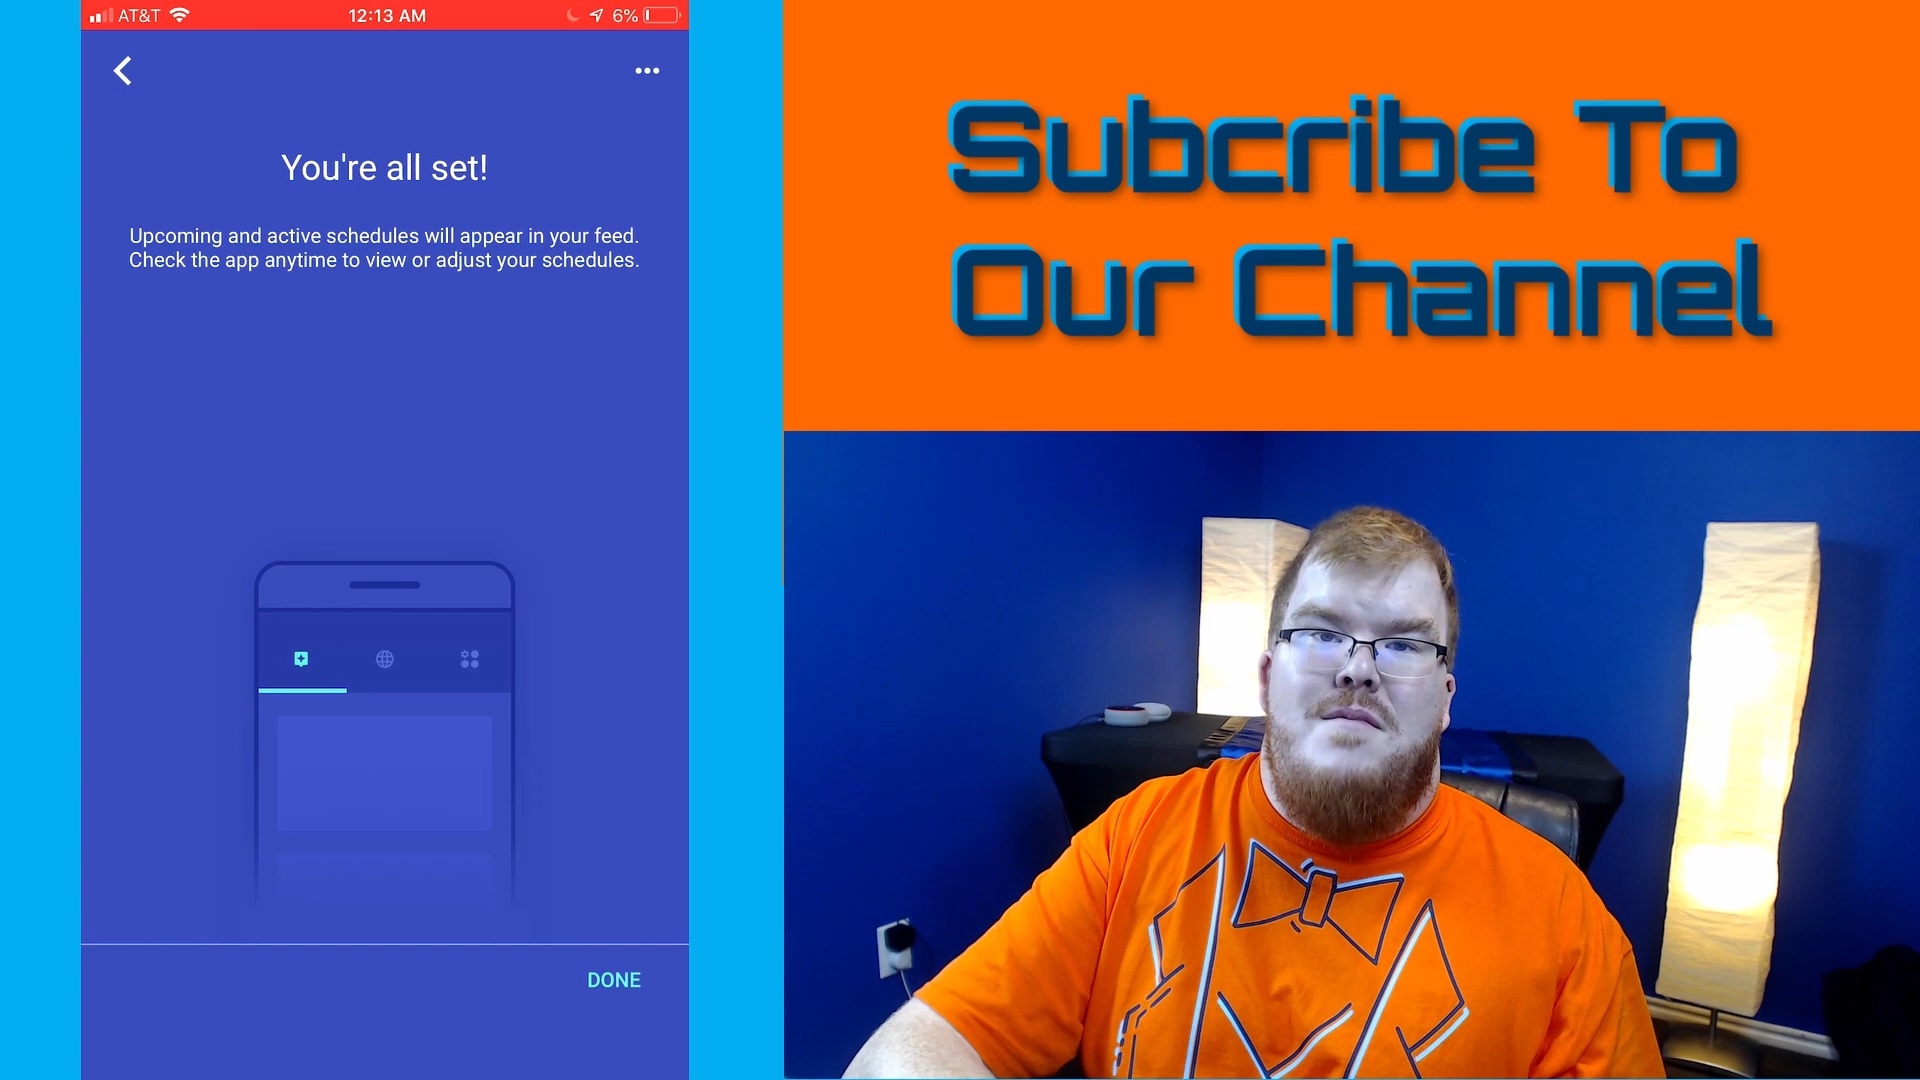 AT&T 12:13 AM 6%
You're all set!
Upcoming and active schedules will appear in your feed.
Check the app anytime to view or adjust your schedules.
DONE
Subcribe To
Our Channel